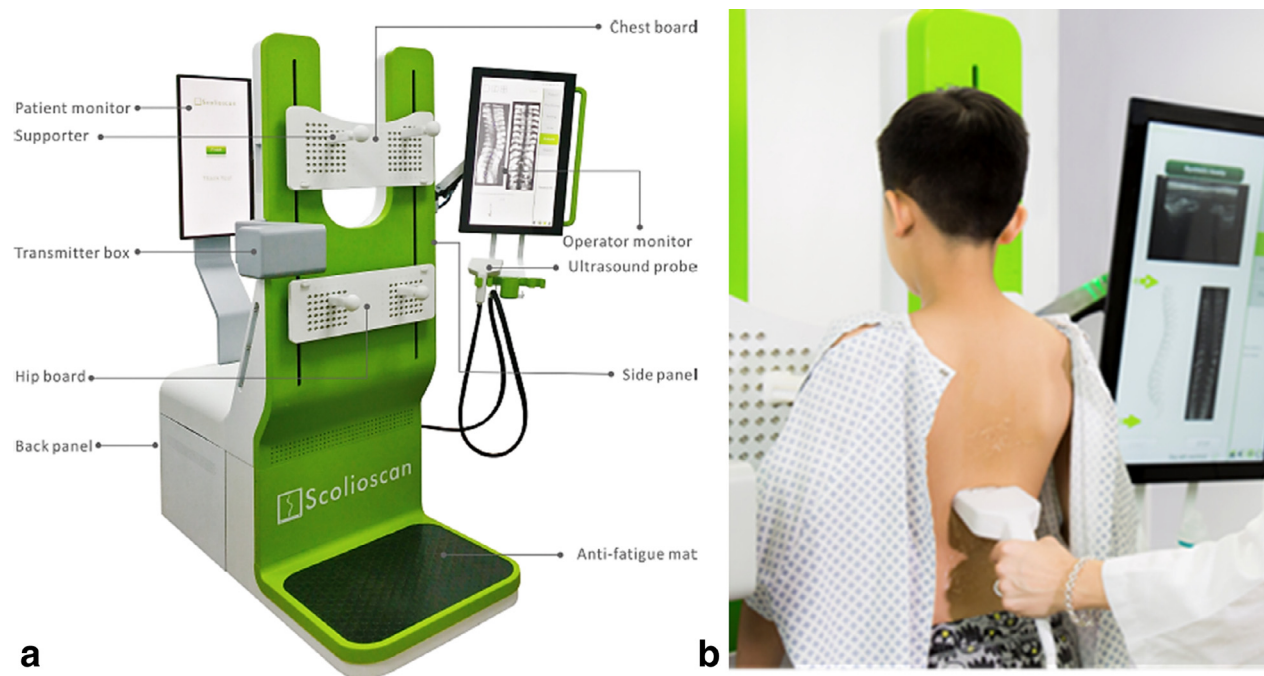 Chest board
Patient monitor
Supporter
Scolioscan
Transmitter box
Operator monitor
Ultrasound probe
Hip board
Side panel
Back panel
Scolioscan
Anti-fatigue mat
a
b